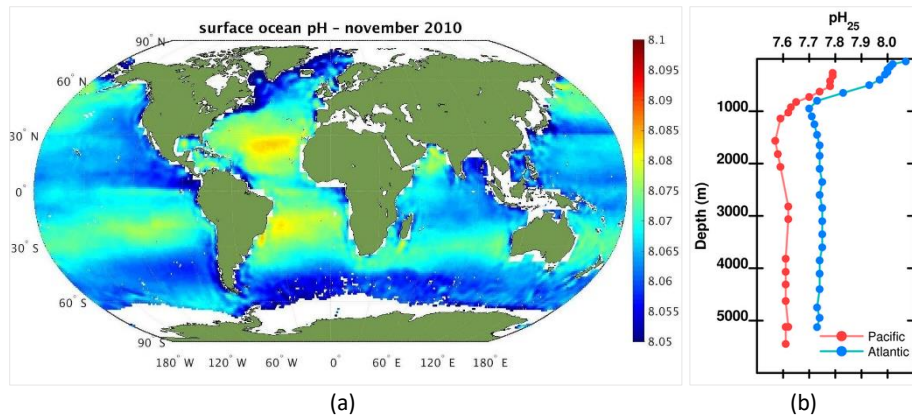 surface ocean pH – november 2010
90° N
60° N
30° N
0°
30° S
60° S
90° S
180° W
120° W
60° W
0°
60° E
120 E
180° E
8.1
8.095
8.09
8.085
8.08
8.075
8.07
8.065
8.06
8.055
8.05
(a)
pH25
7.6
7.7
7.8
7.9
8.0
1000
2000
3000
4000
5000
Depth (m)
Pacific
Atlantic
(b)